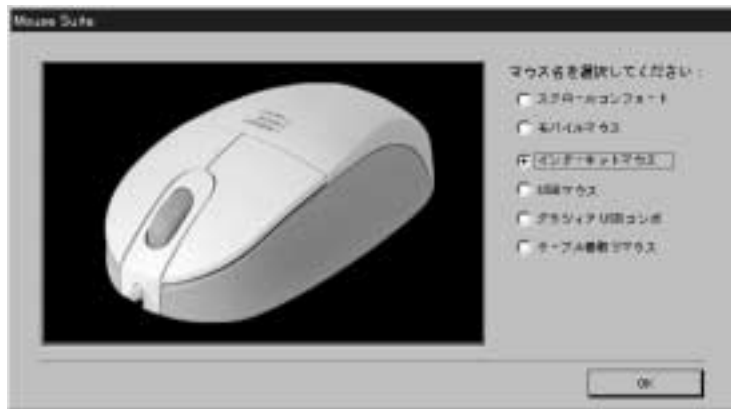 Mouse Suite
マウス名を選択してください：
スクロールコンフォート
モバイルマウス
インターネットマウス
USBマウス
グラシィア USBコンボ
ケーブル巻取りマウス
OK